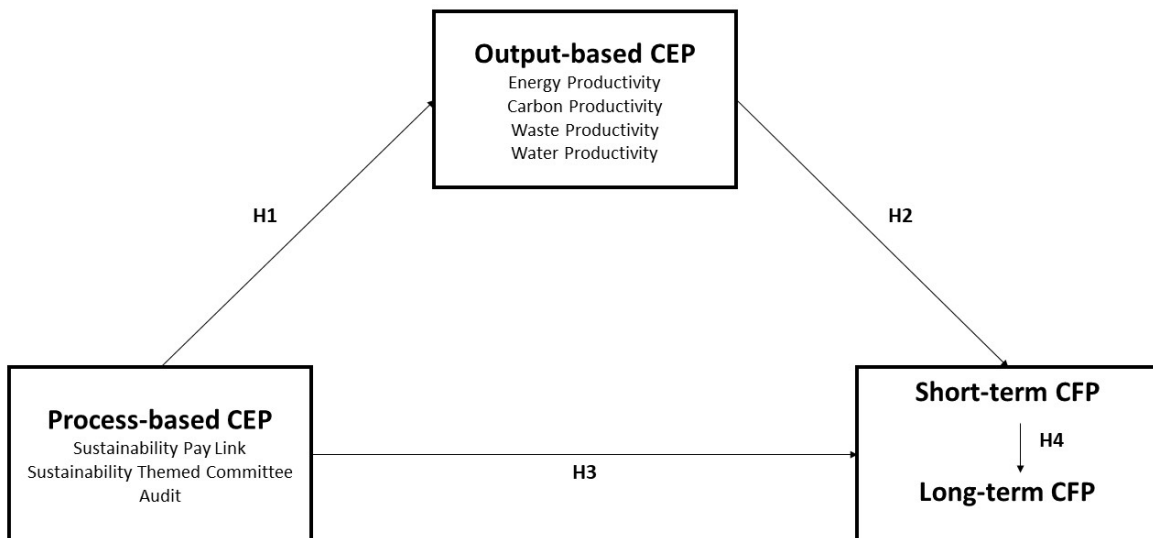 Output-based CEP
Energy Productivity
Carbon Productivity
Waste Productivity
Water Productivity
H1
H2
Process-based CEP
Sustainability Pay Link
Sustainability Themed Committee
Audit
H3
Short-term CFP
H4
Long-term CFP